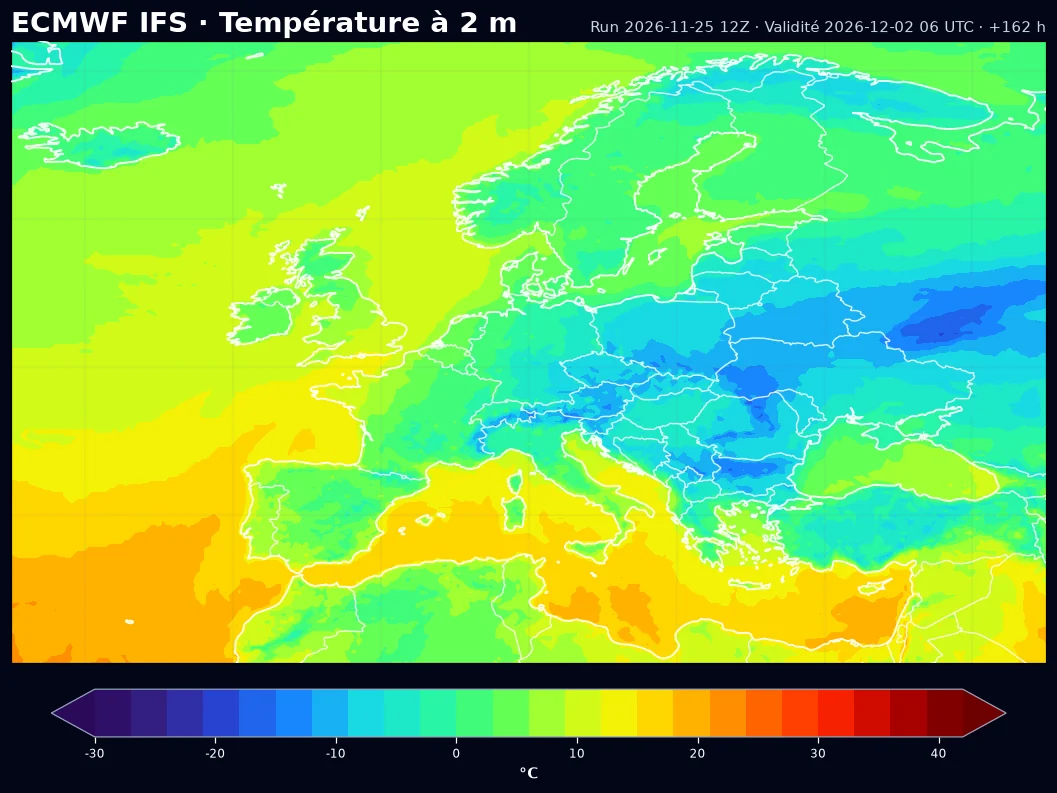 ECMWF IFS · Température à 2 m
Run 2026-11-25 12Z · Validité 2026-12-02 06 UTC · +162 h
-30 -20 -10 0 10 20 30 40
°C